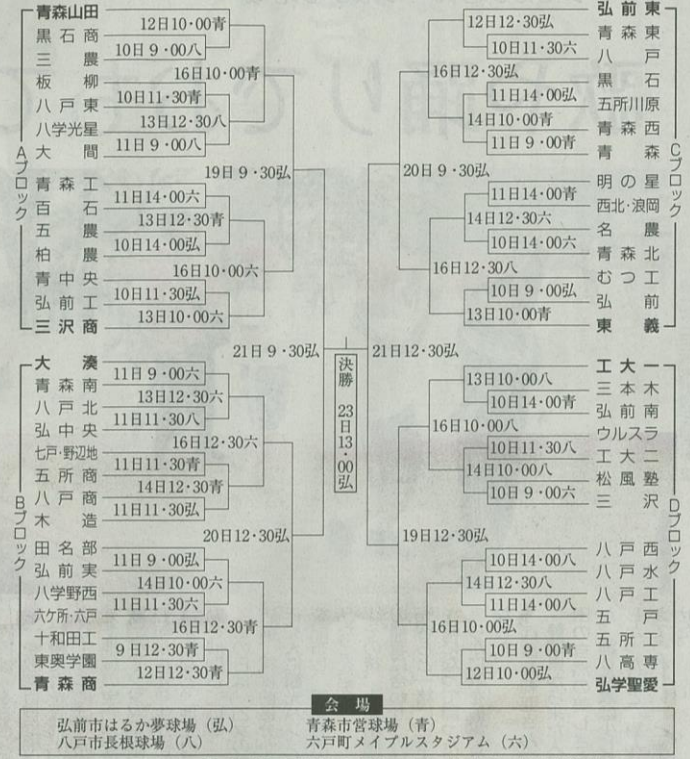 Aブロック
青森山田
12日10・00青
黒石商
10日9・00八
三農
16日10・00青
板柳
10日11・30青
八戸東
13日12・30八
八学光星
11日9・00八
大間
19日9・30弘
青森工
11日14・00六
百石
13日12・30青
五農
10日14・00弘
柏農
16日10・00六
青中央
10日11・30弘
弘前工
13日10・00六
三沢商
21日9・30弘
Bブロック
大湊
11日9・00六
青森南
13日12・30六
八戸北
11日11・30八
弘中央
16日12・30六
七戸・野辺地
11日11・30青
五所商
14日12・30青
八戸商
11日11・30弘
木造
20日12・30弘
田名部
11日9・00弘
弘前実
14日10・00六
八学野西
11日11・30六
六ケ所・六戸
16日12・30青
十和田工
9日12・30青
東奥学園
12日12・30青
青森商
決勝 23日13・00弘
Cブロック
弘前東
12日12・30弘
青森東
10日11・30六
八戸
16日12・30弘
黒石
11日14・00弘
五所川原
14日10・00青
青森西
11日9・00青
青森
20日9・30弘
明の星
11日14・00青
西北・浪岡
14日12・30六
名農
10日14・00六
青森北
16日12・30八
むつ工
10日9・00弘
弘前
13日10・00青
東義
21日12・30弘
Dブロック
工大一
13日10・00八
三本木
10日14・00青
弘前南
16日10・00八
ウルスラ
10日11・30八
工大二
14日10・00八
松風塾
10日9・00六
三沢
19日12・30弘
八戸西
10日14・00八
八戸水
14日12・30八
八戸工
11日14・00八
五戸
16日10・00弘
五所工
10日9・00青
八高専
12日10・00弘
弘学聖愛
会場
弘前市はるか夢球場（弘） 青森市営球場（青）
八戸市長根球場（八） 六戸町メイプルスタジアム（六）